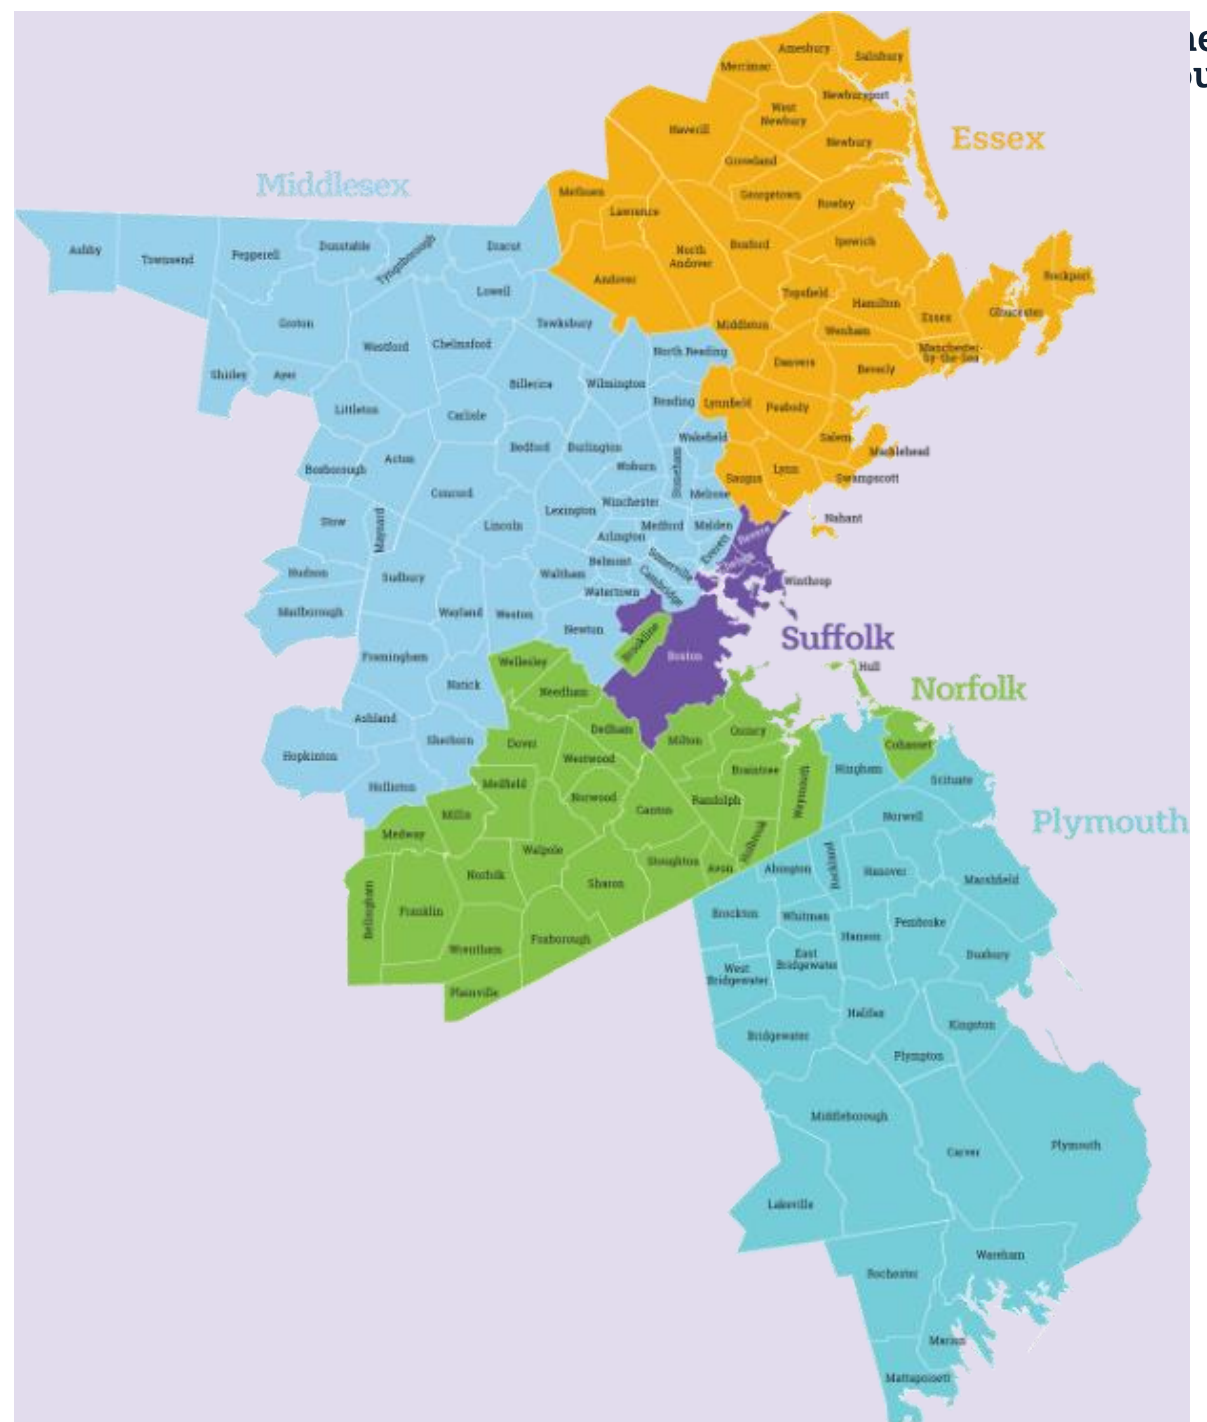 Amesbury
Salisbury
Merrimac
Newburyport
West
Newbury
Haverill
Newbury
Essex
Groveland
Middlesex
Methuen
Georgetown
Rowley
Lawrence
Ashby
Townsend
Pepperell
Dunstable
Tyngsborough
Dracut
North
Andover
Boxford
Ipswich
Andover
Rockport
Lowell
Topsfield
Hamilton
Essex
Gloucester
Groton
Tewksbury
Middleton
Wenham
Westford
Chelmsford
North Reading
Manchester-
by-the-Sea
Danvers
Beverly
Shirley
Ayer
Billerica
Wilmington
Littleton
Carlisle
Reading
Lynnfield
Peabody
Wakefield
Salem
Bedford
Burlington
Marblehead
Boxborough
Acton
Woburn
Stoneham
Saugus
Lynn
Swampscott
Concord
Melrose
Stow
Maynard
Lincoln
Lexington
Winchester
Nahant
Arlington
Medford
Malden
Everett
Revere
Hudson
Sudbury
Waltham
Belmont
Somerville
Winthrop
Watertown
Cambridge
Marlborough
Wayland
Weston
Newton
Brookline
Suffolk
Framingham
Wellesley
Boston
Hull
Natick
Needham
Norfolk
Ashland
Dedham
Milton
Quincy
Sherborn
Dover
Cohasset
Hopkinton
Westwood
Braintree
Weymouth
Hingham
Scituate
Holliston
Medfield
Norwood
Canton
Randolph
Norwell
Plymouth
Millis
Medway
Walpole
Stoughton
Avon
Holbrook
Abington
Rockland
Hanover
Norfolk
Sharon
Marshfield
Bellingham
Franklin
Brockton
Whitman
Pembroke
Hanson
Wrentham
Foxborough
East
Bridgewater
Duxbury
West
Bridgewater
Plainville
Halifax
Kingston
Bridgewater
Plympton
Middleborough
Carver
Plymouth
Lakeville
Wareham
Rochester
Marion
Mattapoisett